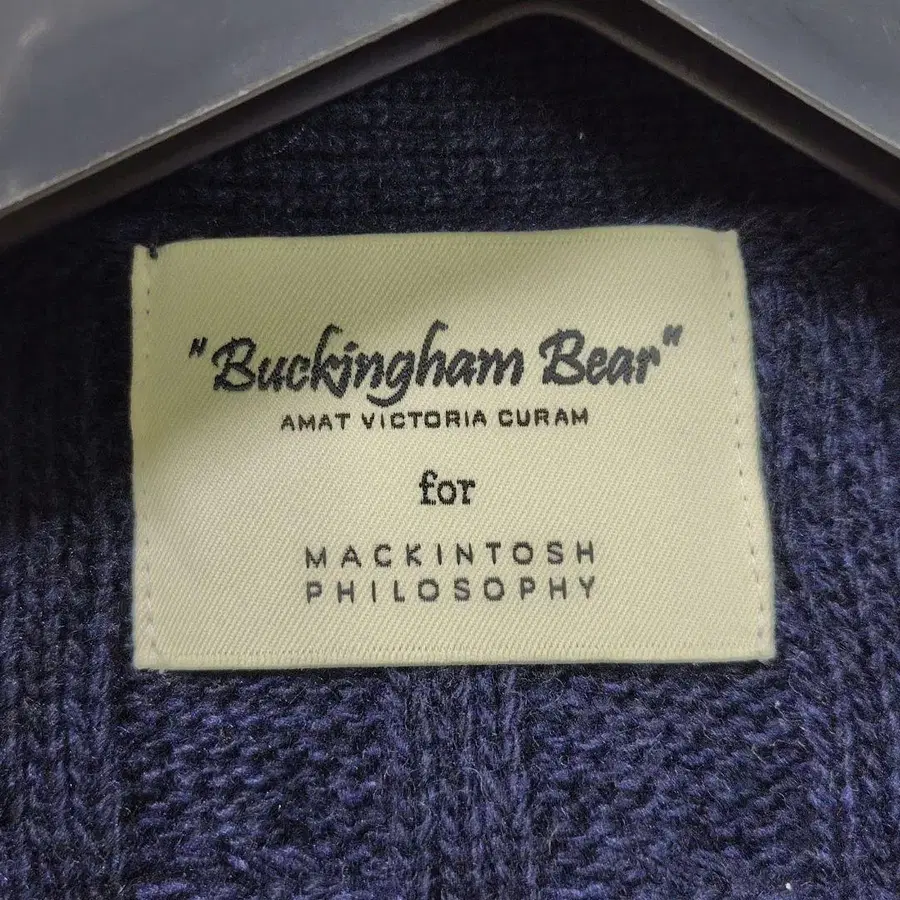 "Buckingham Bear"
AMAT VICTORIA CURAM
for
MACKINTOSH
PHILOSOPHY